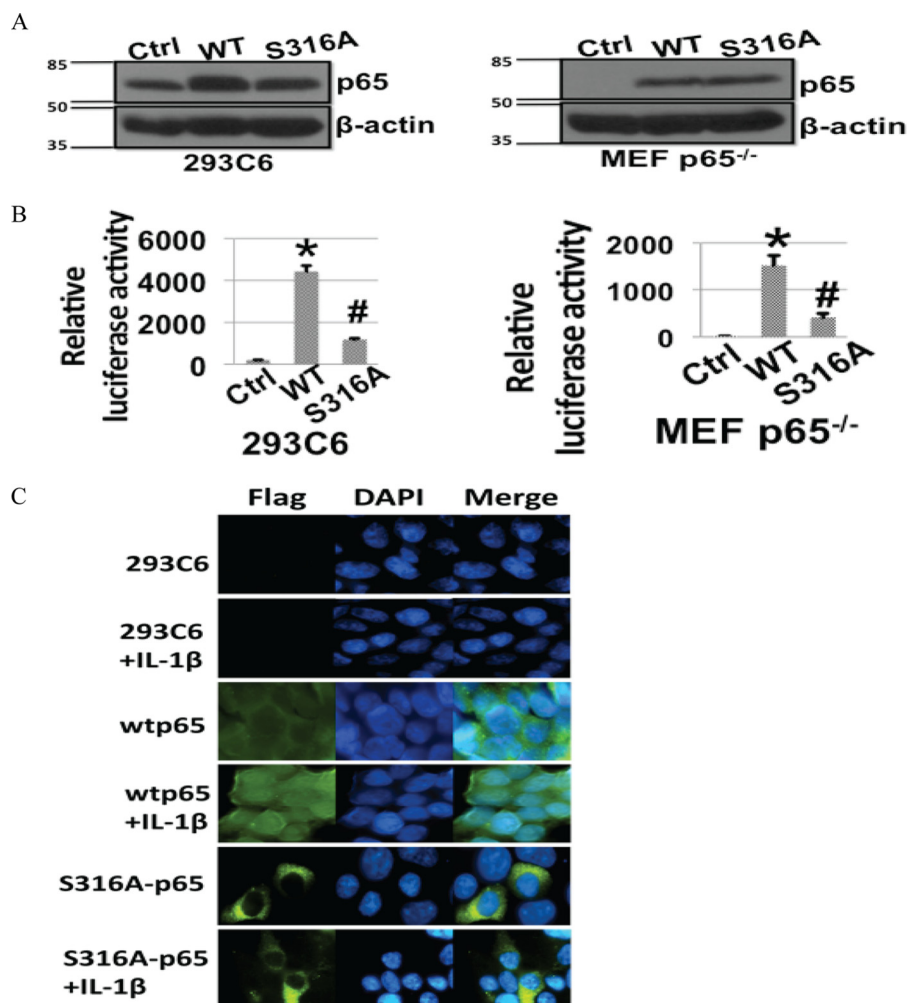 A
Ctrl WT S316A
85
p65
50
β-actin
35
293C6
Ctrl WT S316A
85
p65
50
β-actin
35
MEF p65-/-
B
Relative
luciferase activity
6000
4000
2000
0
*
#
Ctrl WT S316A
293C6
Relative
luciferase activity
2000
1000
0
*
#
Ctrl WT S316A
MEF p65-/-
C
Flag DAPI Merge
293C6
293C6
+IL-1β
wtp65
wtp65
+IL-1β
S316A-p65
S316A-p65
+IL-1β